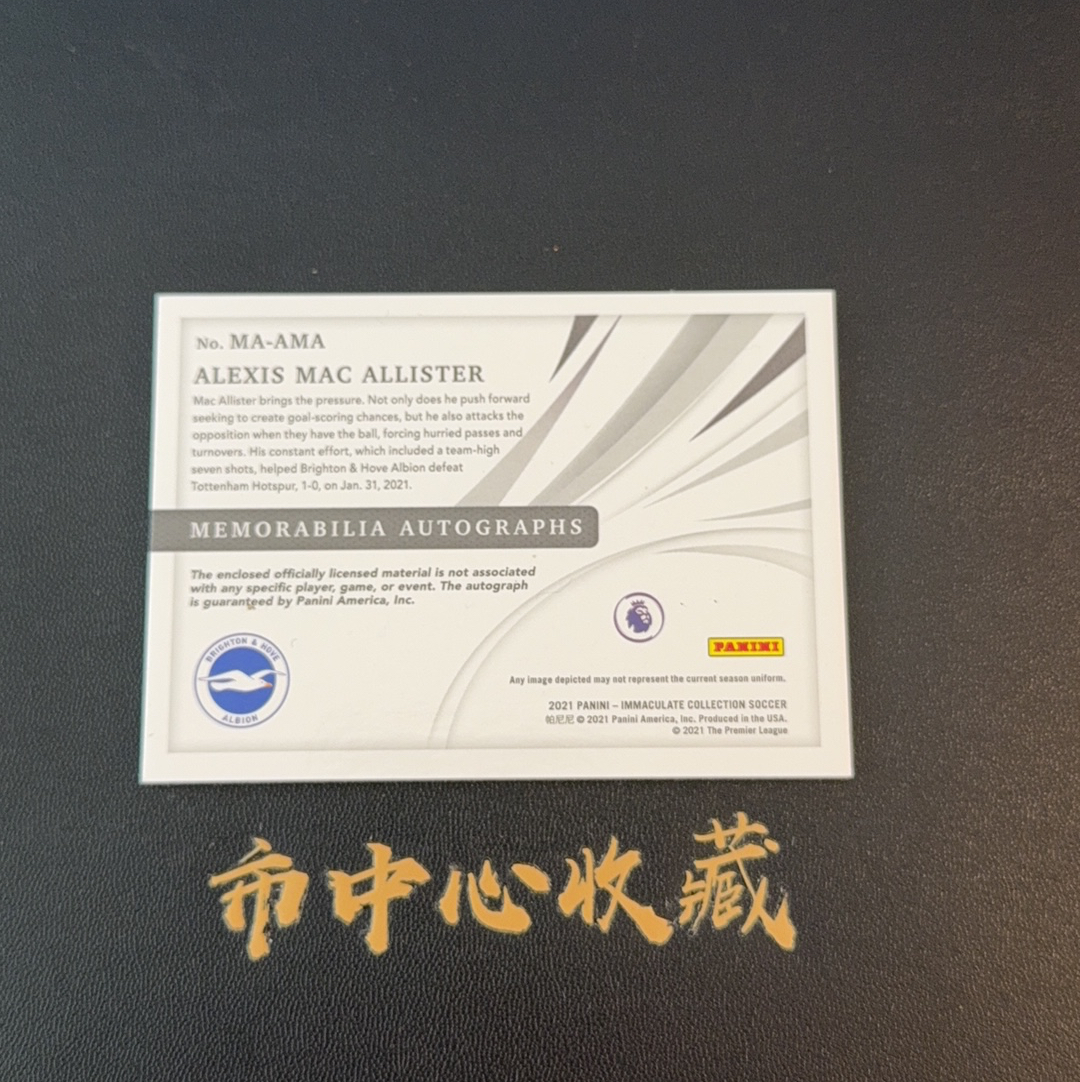 No. MA-AMA
ALEXIS MAC ALLISTER
Mac Allister brings the pressure. Not only does he push forward
seeking to create goal-scoring chances, but he also attacks the
opposition when they have the ball, forcing hurried passes and
turnovers. His constant effort, which included a team-high
seven shots, helped Brighton & Hove Albion defeat
Tottenham Hotspur, 1-0, on Jan. 31, 2021.
MEMORABILIA AUTOGRAPHS
The enclosed officially licensed material is not associated
with any specific player, game, or event. The autograph
is guaranteed by Panini America, Inc.
BRIGHTON & HOVE
ALBION
PANINI
Any image depicted may not represent the current season uniform.
2021 PANINI – IMMACULATE COLLECTION SOCCER
帕尼尼 © 2021 Panini America, Inc. Produced in the USA.
© 2021 The Premier League
市中心收藏